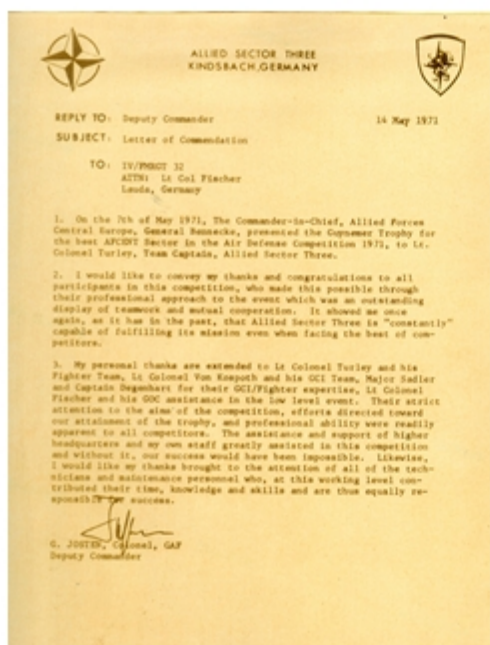 ALLIED SECTOR THREE
KINDSBACH, GERMANY
REPLY TO: Deputy Commander 14 May 1971
SUBJECT: Letter of Commendation
TO: IV/FMRGT 32
ATTN: Lt Col Fischer
Lauda, Germany
1. On the 7th of May 1971, The Commander-in-Chief, Allied Forces
Central Europe, General Bennecke, presented the Guynemer Trophy for
the best AFCENT Sector in the Air Defense Competition 1971, to Lt.
Colonel Turley, Team Captain, Allied Sector Three.
2. I would like to convey my thanks and congratulations to all
participants in this competition, who made this possible through
their professional approach to the event which was an outstanding
display of teamwork and mutual cooperation. It showed me once
again, as it has in the past, that Allied Sector Three is "constantly"
capable of fulfilling its mission even when facing the best of com-
petitors.
3. My personal thanks are extended to Lt Colonel Turley and his
Fighter Team, Lt Colonel Von Knepoth and his GCI Team, Major Sadler
and Captain Degenhart for their GCI/Fighter expertise, Lt Colonel
Fischer and his GOC assistance in the low level event. Their strict
attention to the aims of the competition, efforts directed toward
our attainment of the trophy, and professional ability were readily
apparent to all competitors. The assistance and support of higher
headquarters and my own staff greatly assisted in this competition
and without it, our success would have been impossible. Likewise,
I would like my thanks brought to the attention of all of the tech-
nicians and maintenance personnel who, at this working level con-
tributed their time, knowledge and skills and are thus equally re-
sponsible for success.
G. JOSTEN, Colonel, GAF
Deputy Commander